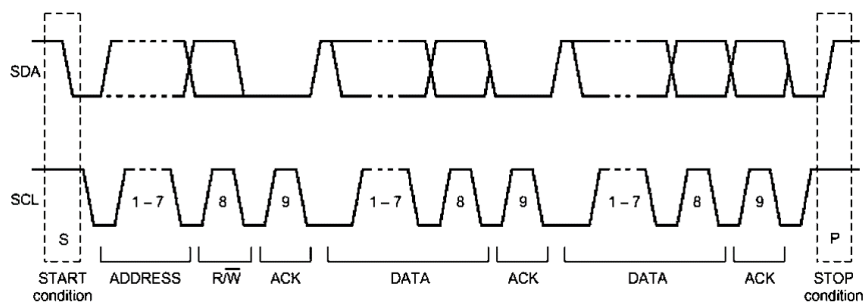 SDA
SCL
1 – 7
8
9
1 – 7
8
9
1 – 7
8
9
S
P
START condition
ADDRESS
R/W̅
ACK
DATA
ACK
DATA
ACK
STOP condition